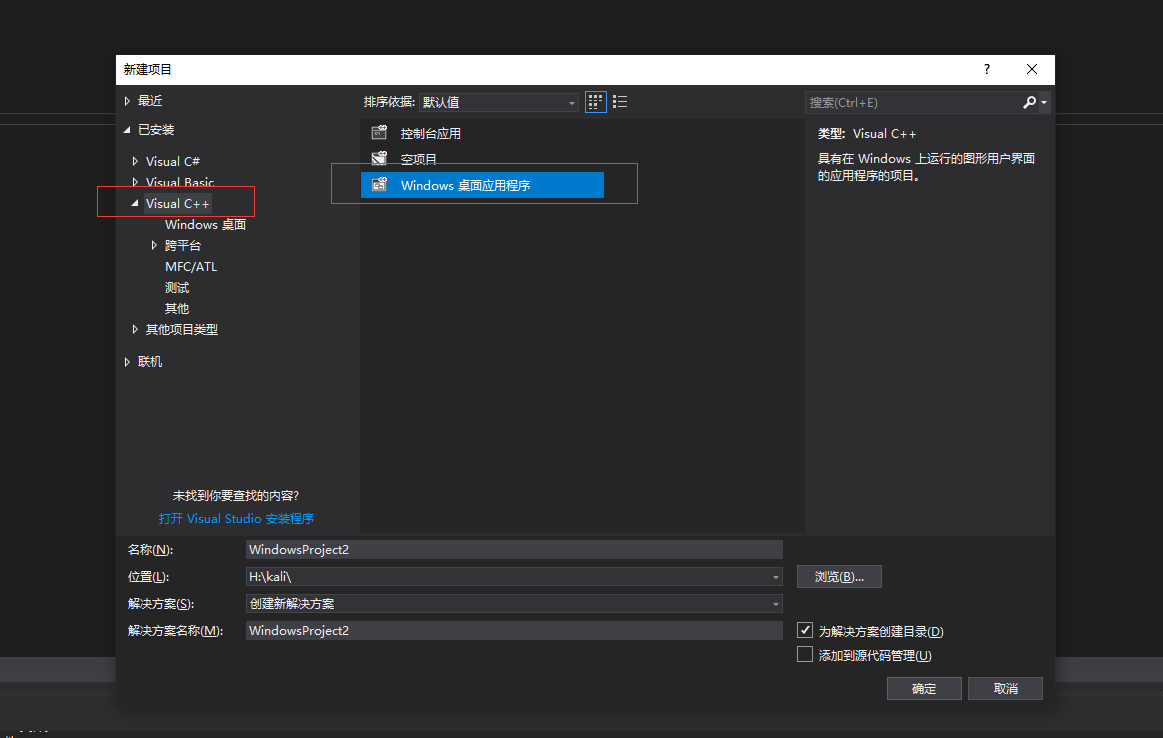 新建项目
?
最近
已安装
Visual C#
Visual Basic
Visual C++
Windows 桌面
跨平台
MFC/ATL
测试
其他
其他项目类型
联机
未找到你要查找的内容?
打开 Visual Studio 安装程序
排序依据: 默认值
控制台应用
空项目
Windows 桌面应用程序
搜索(Ctrl+E)
类型: Visual C++
具有在 Windows 上运行的图形用户界面
的应用程序的项目。
名称(N): WindowsProject2
位置(L): H:\kali\
浏览(B)...
解决方案(S): 创建新解决方案
解决方案名称(M): WindowsProject2
为解决方案创建目录(D)
添加到源代码管理(U)
确定 取消